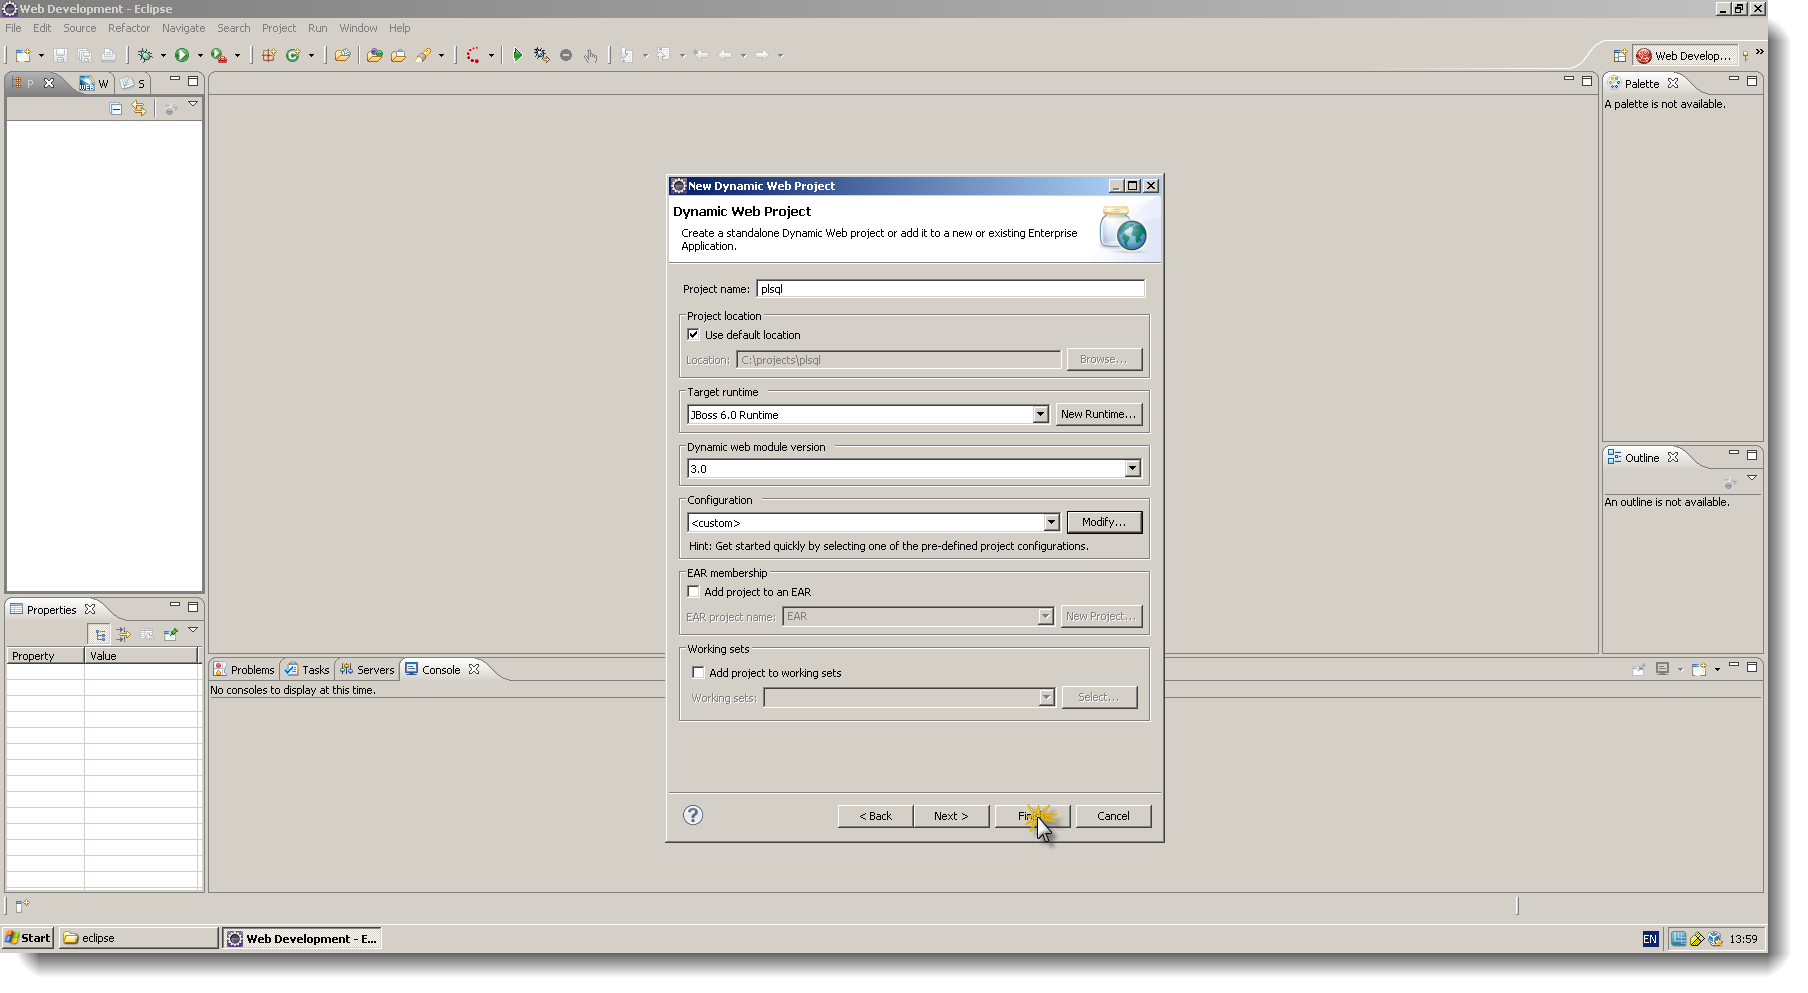 Web Development - Eclipse
File Edit Source Refactor Navigate Search Project Run Window Help
Web Develop... »
P W S
Palette
A palette is not available.
New Dynamic Web Project
Dynamic Web Project
Create a standalone Dynamic Web project or add it to a new or existing Enterprise
Application.
Project name: plsql
Project location
Use default location
Location: C:\projects\plsql Browse...
Target runtime
JBoss 6.0 Runtime New Runtime...
Dynamic web module version
3.0
Configuration
<custom> Modify...
Hint: Get started quickly by selecting one of the pre-defined project configurations.
EAR membership
Add project to an EAR
EAR project name: EAR New Project...
Working sets
Add project to working sets
Working sets: Select...
< Back Next > Cancel
Outline
An outline is not available.
Properties
Property Value
Problems Tasks Servers Console
No consoles to display at this time.
Start eclipse Web Development - E... EN 13:59